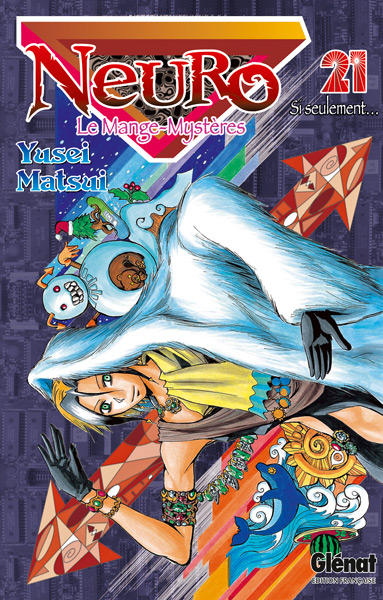 NEURO
21
Le Mange-Mystères
Si seulement...
Yusei
Matsui
Glénat
ÉDITION FRANÇAISE